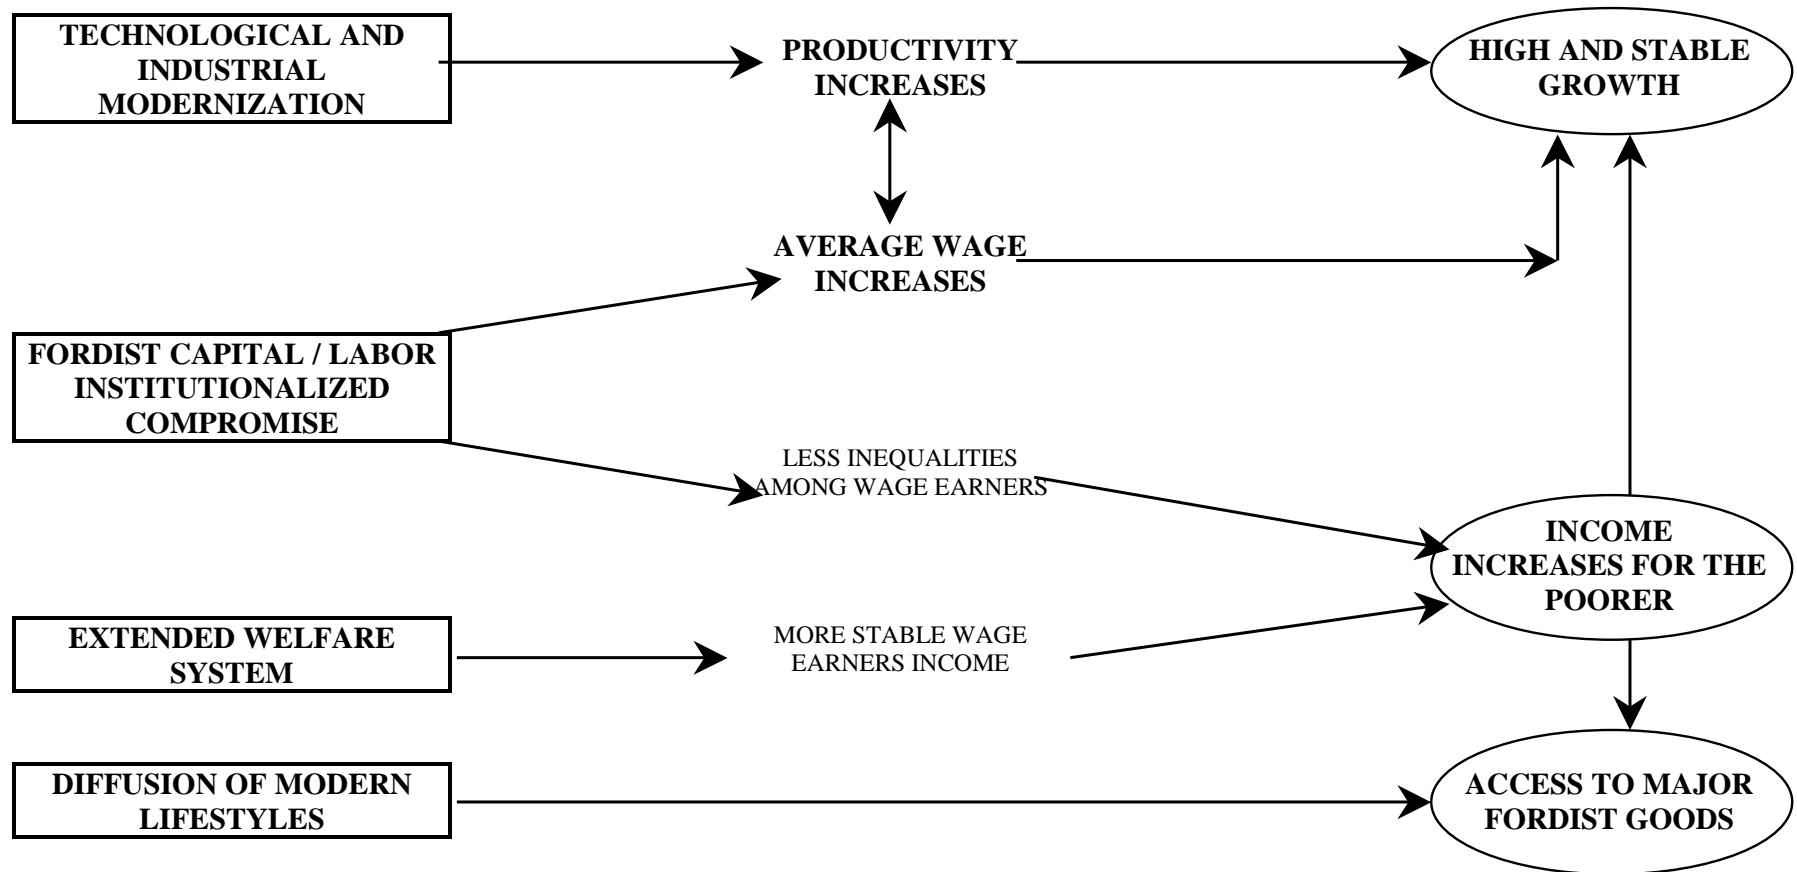 TECHNOLOGICAL AND
INDUSTRIAL
MODERNIZATION
PRODUCTIVITY
INCREASES
HIGH AND STABLE
GROWTH
AVERAGE WAGE
INCREASES
FORDIST CAPITAL / LABOR
INSTITUTIONALIZED
COMPROMISE
LESS INEQUALITIES
AMONG WAGE EARNERS
INCOME
INCREASES FOR THE
POORER
EXTENDED WELFARE
SYSTEM
MORE STABLE WAGE
EARNERS INCOME
DIFFUSION OF MODERN
LIFESTYLES
ACCESS TO MAJOR
FORDIST GOODS